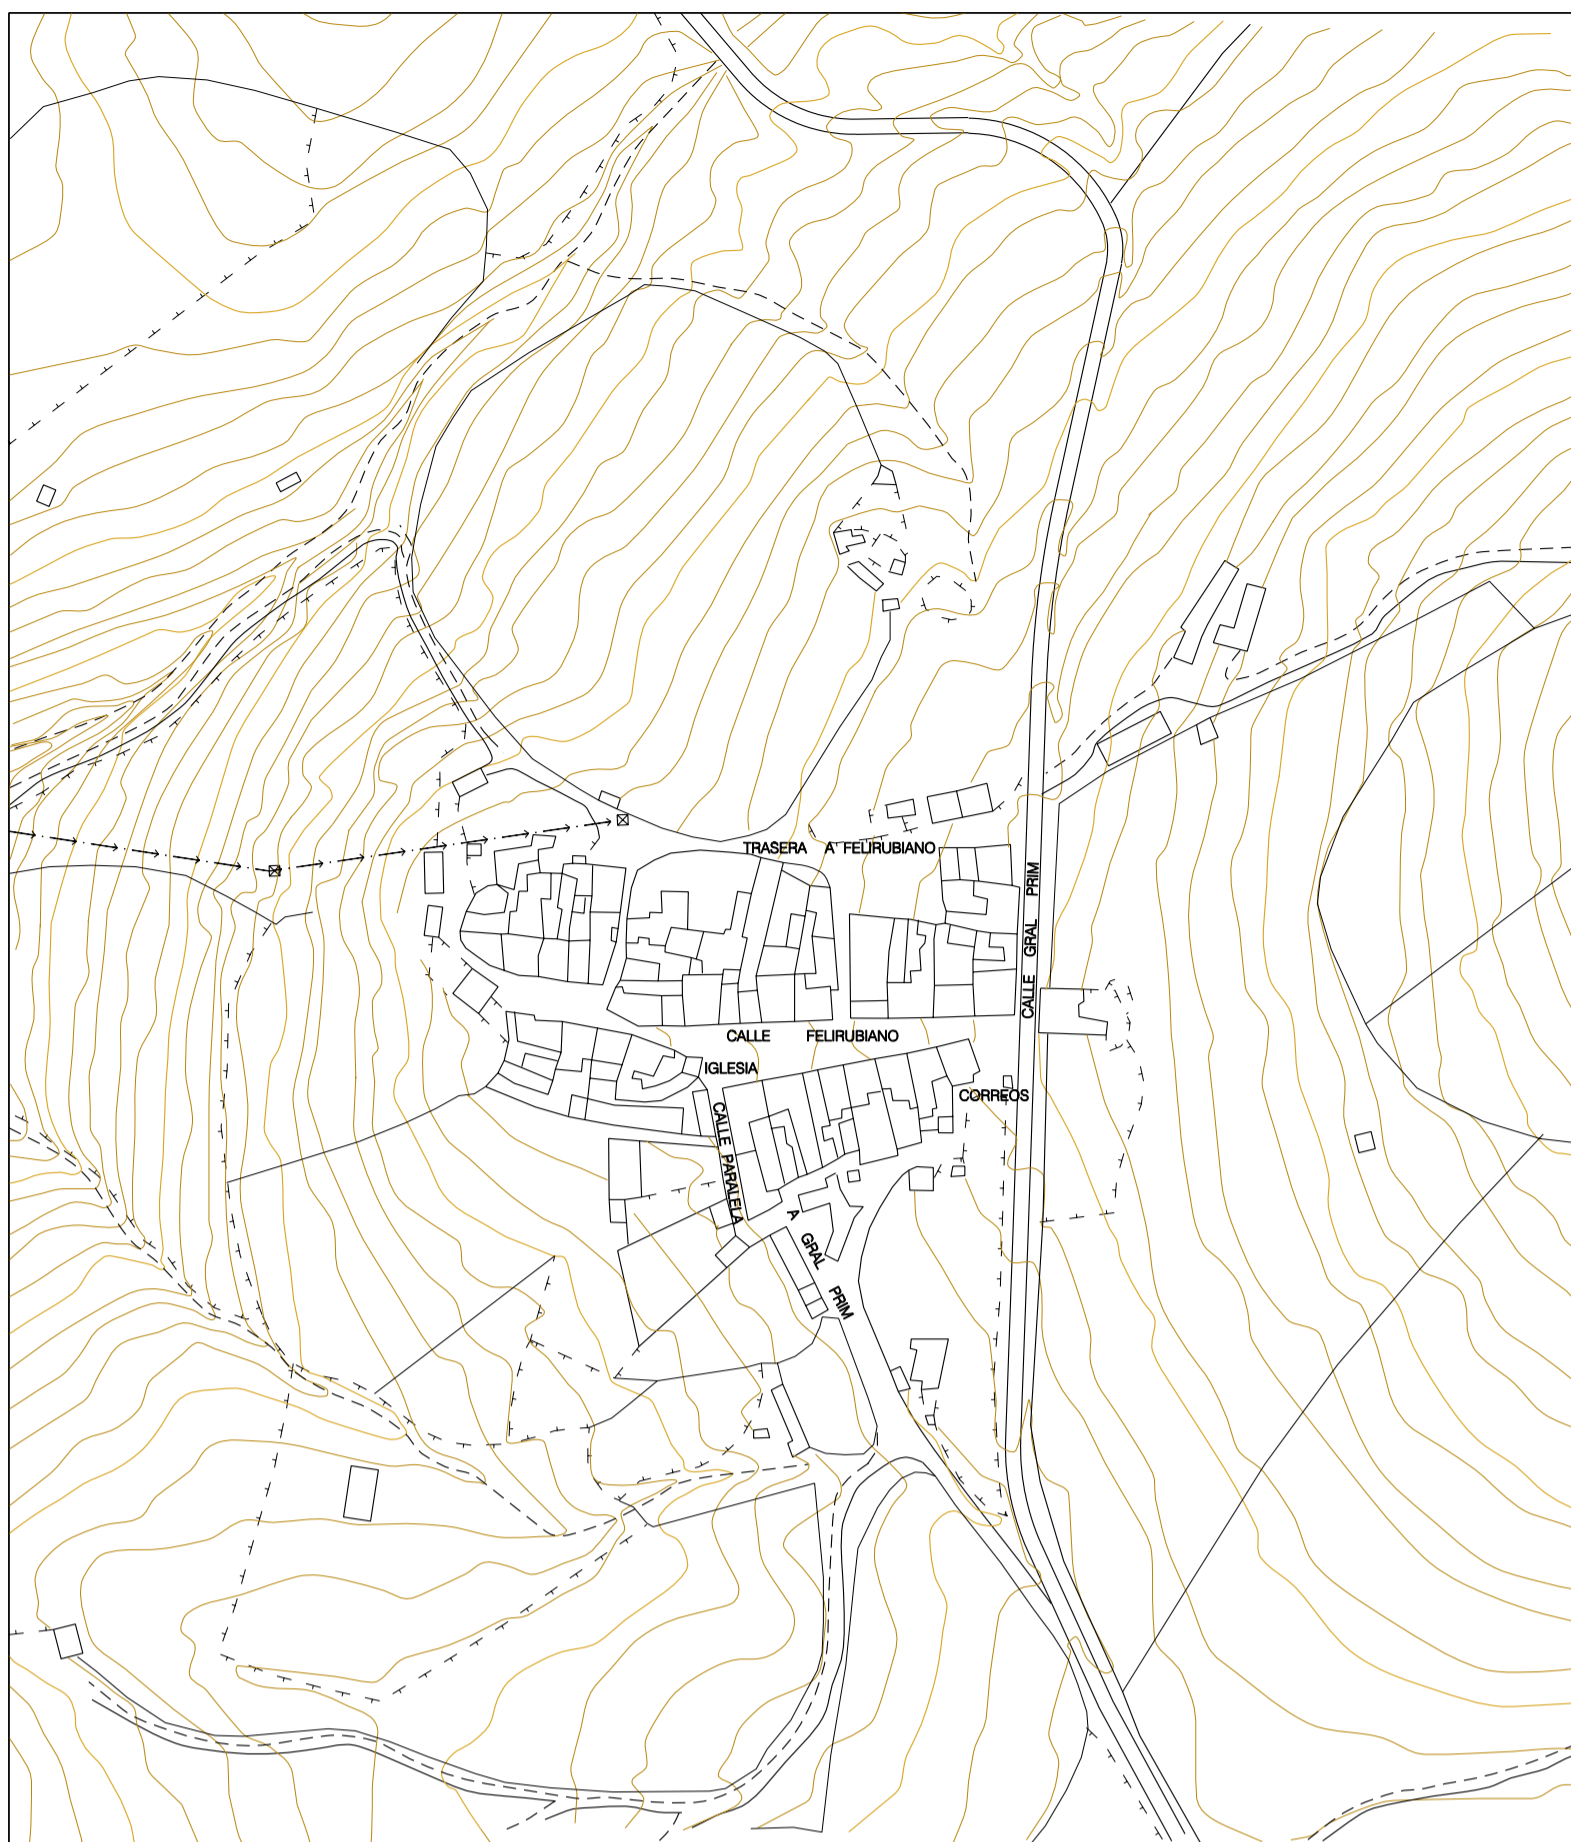 TRASERA A' FELIRUBIANO
CALLE GRAL PRIM
CALLE FELIRUBIANO
IGLESIA
CORREOS
CALLE PARALELA
A GRAL PRIM